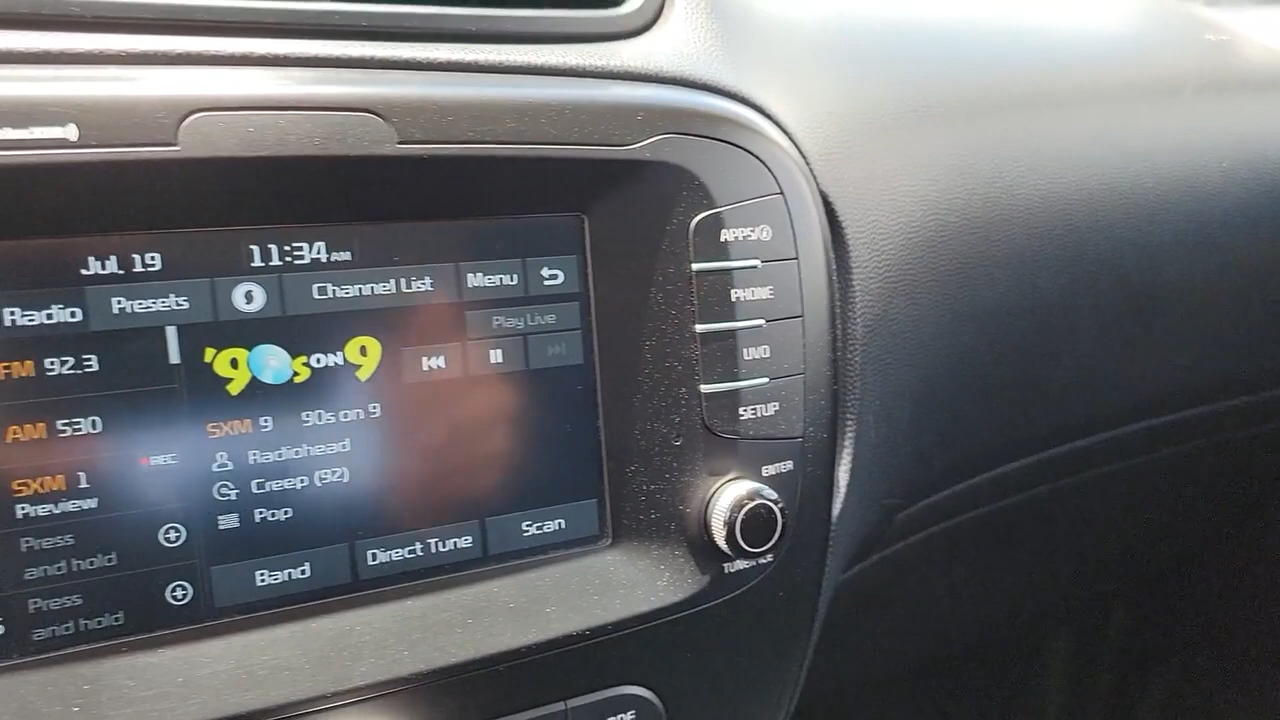 Jul. 19 11:34 AM
Radio Presets Channel List Menu
Play Live
FM 92.3
'90s ON 9
AM 530
SXM 9 90s on 9
REC
Radiohead
SXM 1
Preview
Creep (92)
Pop
Press
and hold
Press
and hold
Band Direct Tune Scan
APPS/i
PHONE
UVO
SETUP
ENTER